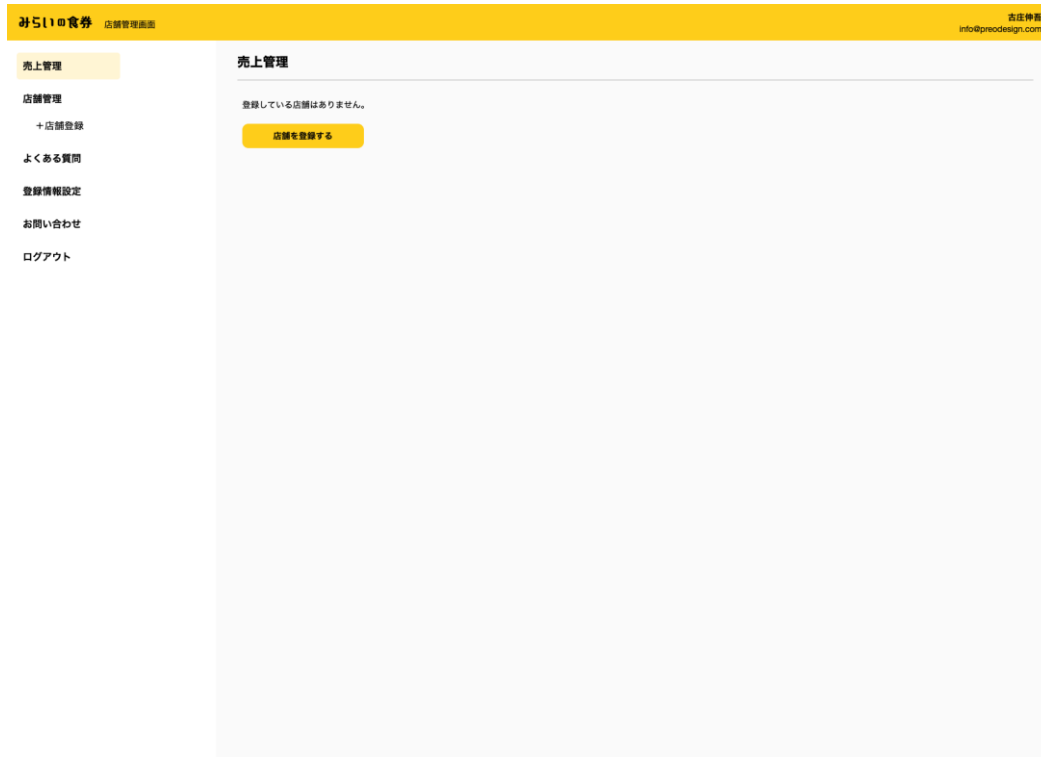 みらいの食券 店舗管理画面
古庄伸吾
info@preodesign.com
売上管理
店舗管理
+店舗登録
よくある質問
登録情報設定
お問い合わせ
ログアウト
売上管理
登録している店舗はありません。
店舗を登録する